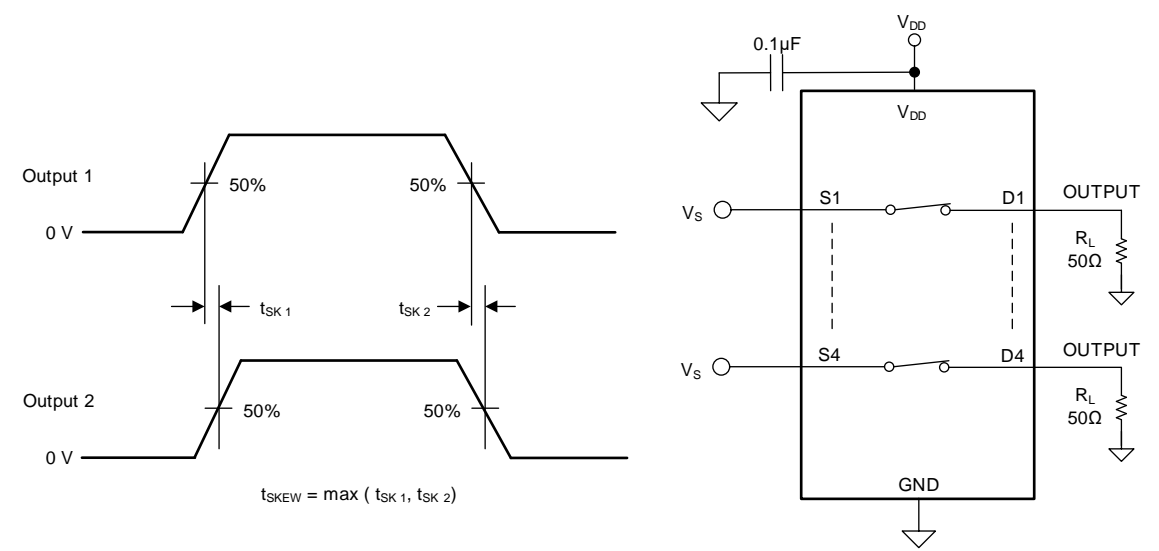 Output 1
50%
50%
0 V
tSK 1
tSK 2
Output 2
50%
50%
0 V
tSKEW = max ( tSK 1, tSK 2)
VDD
0.1µF
VDD
VS
S1
D1
OUTPUT
RL
50Ω
VS
S4
D4
OUTPUT
RL
50Ω
GND